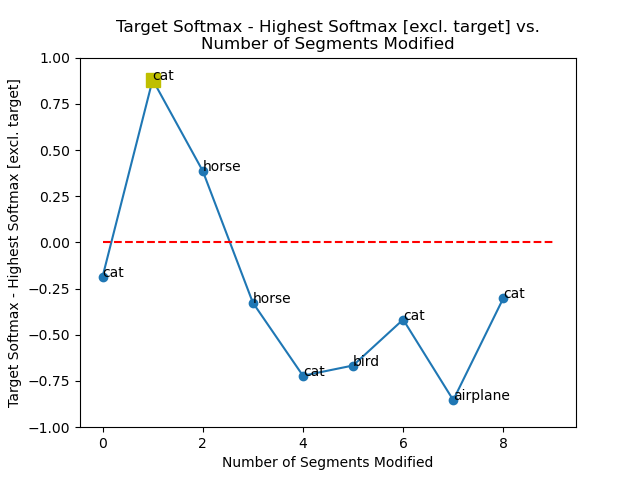 Target Softmax - Highest Softmax [excl. target] vs.
Number of Segments Modified
Target Softmax - Highest Softmax [excl. target]
1.00
0.75
0.50
0.25
0.00
−0.25
−0.50
−0.75
−1.00
cat
cat
horse
horse
cat
bird
cat
airplane
cat
0 2 4 6 8
Number of Segments Modified